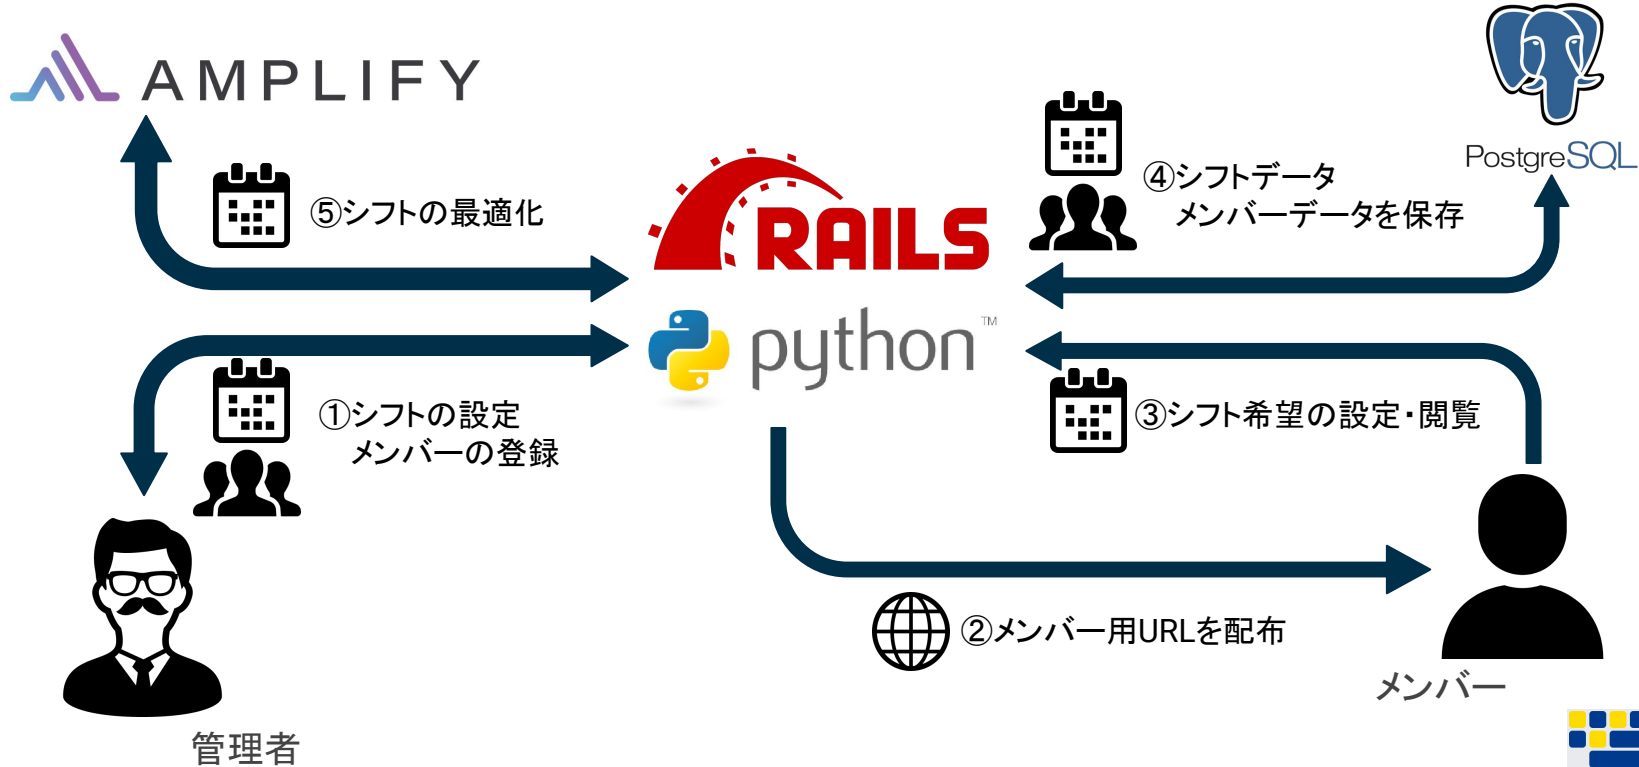 AMPLIFY
PostgreSQL
④シフトデータ
メンバーデータを保存
⑤シフトの最適化
RAILS
python™
①シフトの設定
メンバーの登録
③シフト希望の設定・閲覧
②メンバー用URLを配布
メンバー
管理者